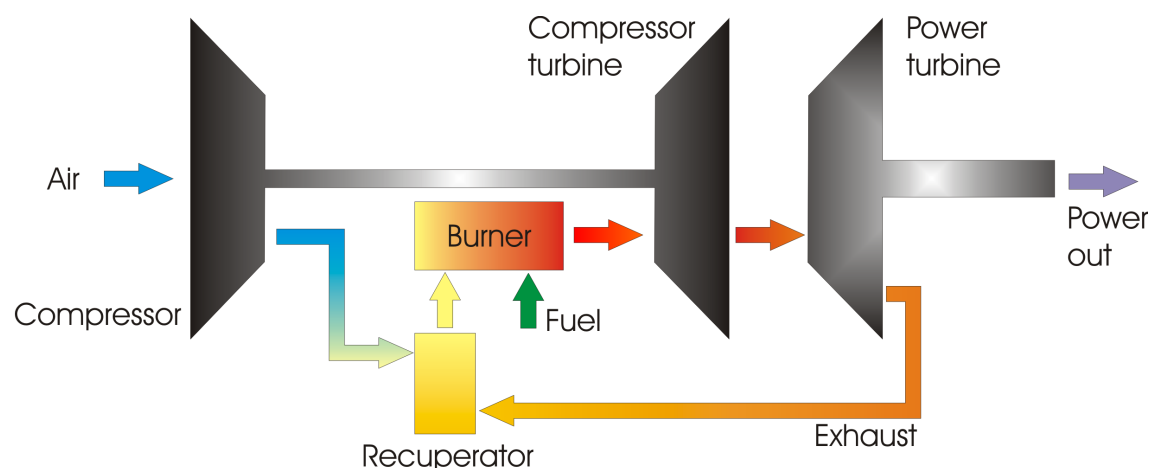 Compressor
turbine
Power
turbine
Air
Burner
Power
out
Compressor
Fuel
Exhaust
Recuperator